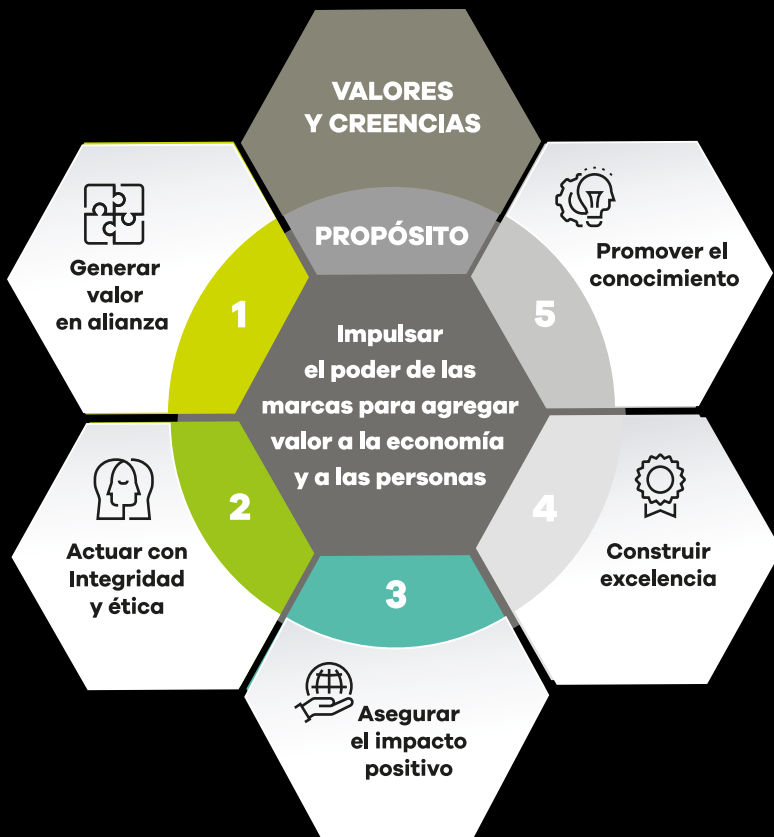 VALORES
Y CREENCIAS
PROPÓSITO
Impulsar
el poder de las
marcas para agregar
valor a la economía
y a las personas
1
Generar
valor
en alianza
2
Actuar con
Integridad
y ética
3
Asegurar
el impacto
positivo
4
Construir
excelencia
5
Promover el
conocimiento